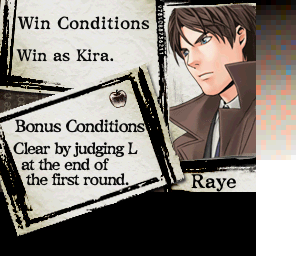 Win Conditions
Win as Kira.
Bonus Conditions
Clear by judging L
at the end of
the first round.
Raye